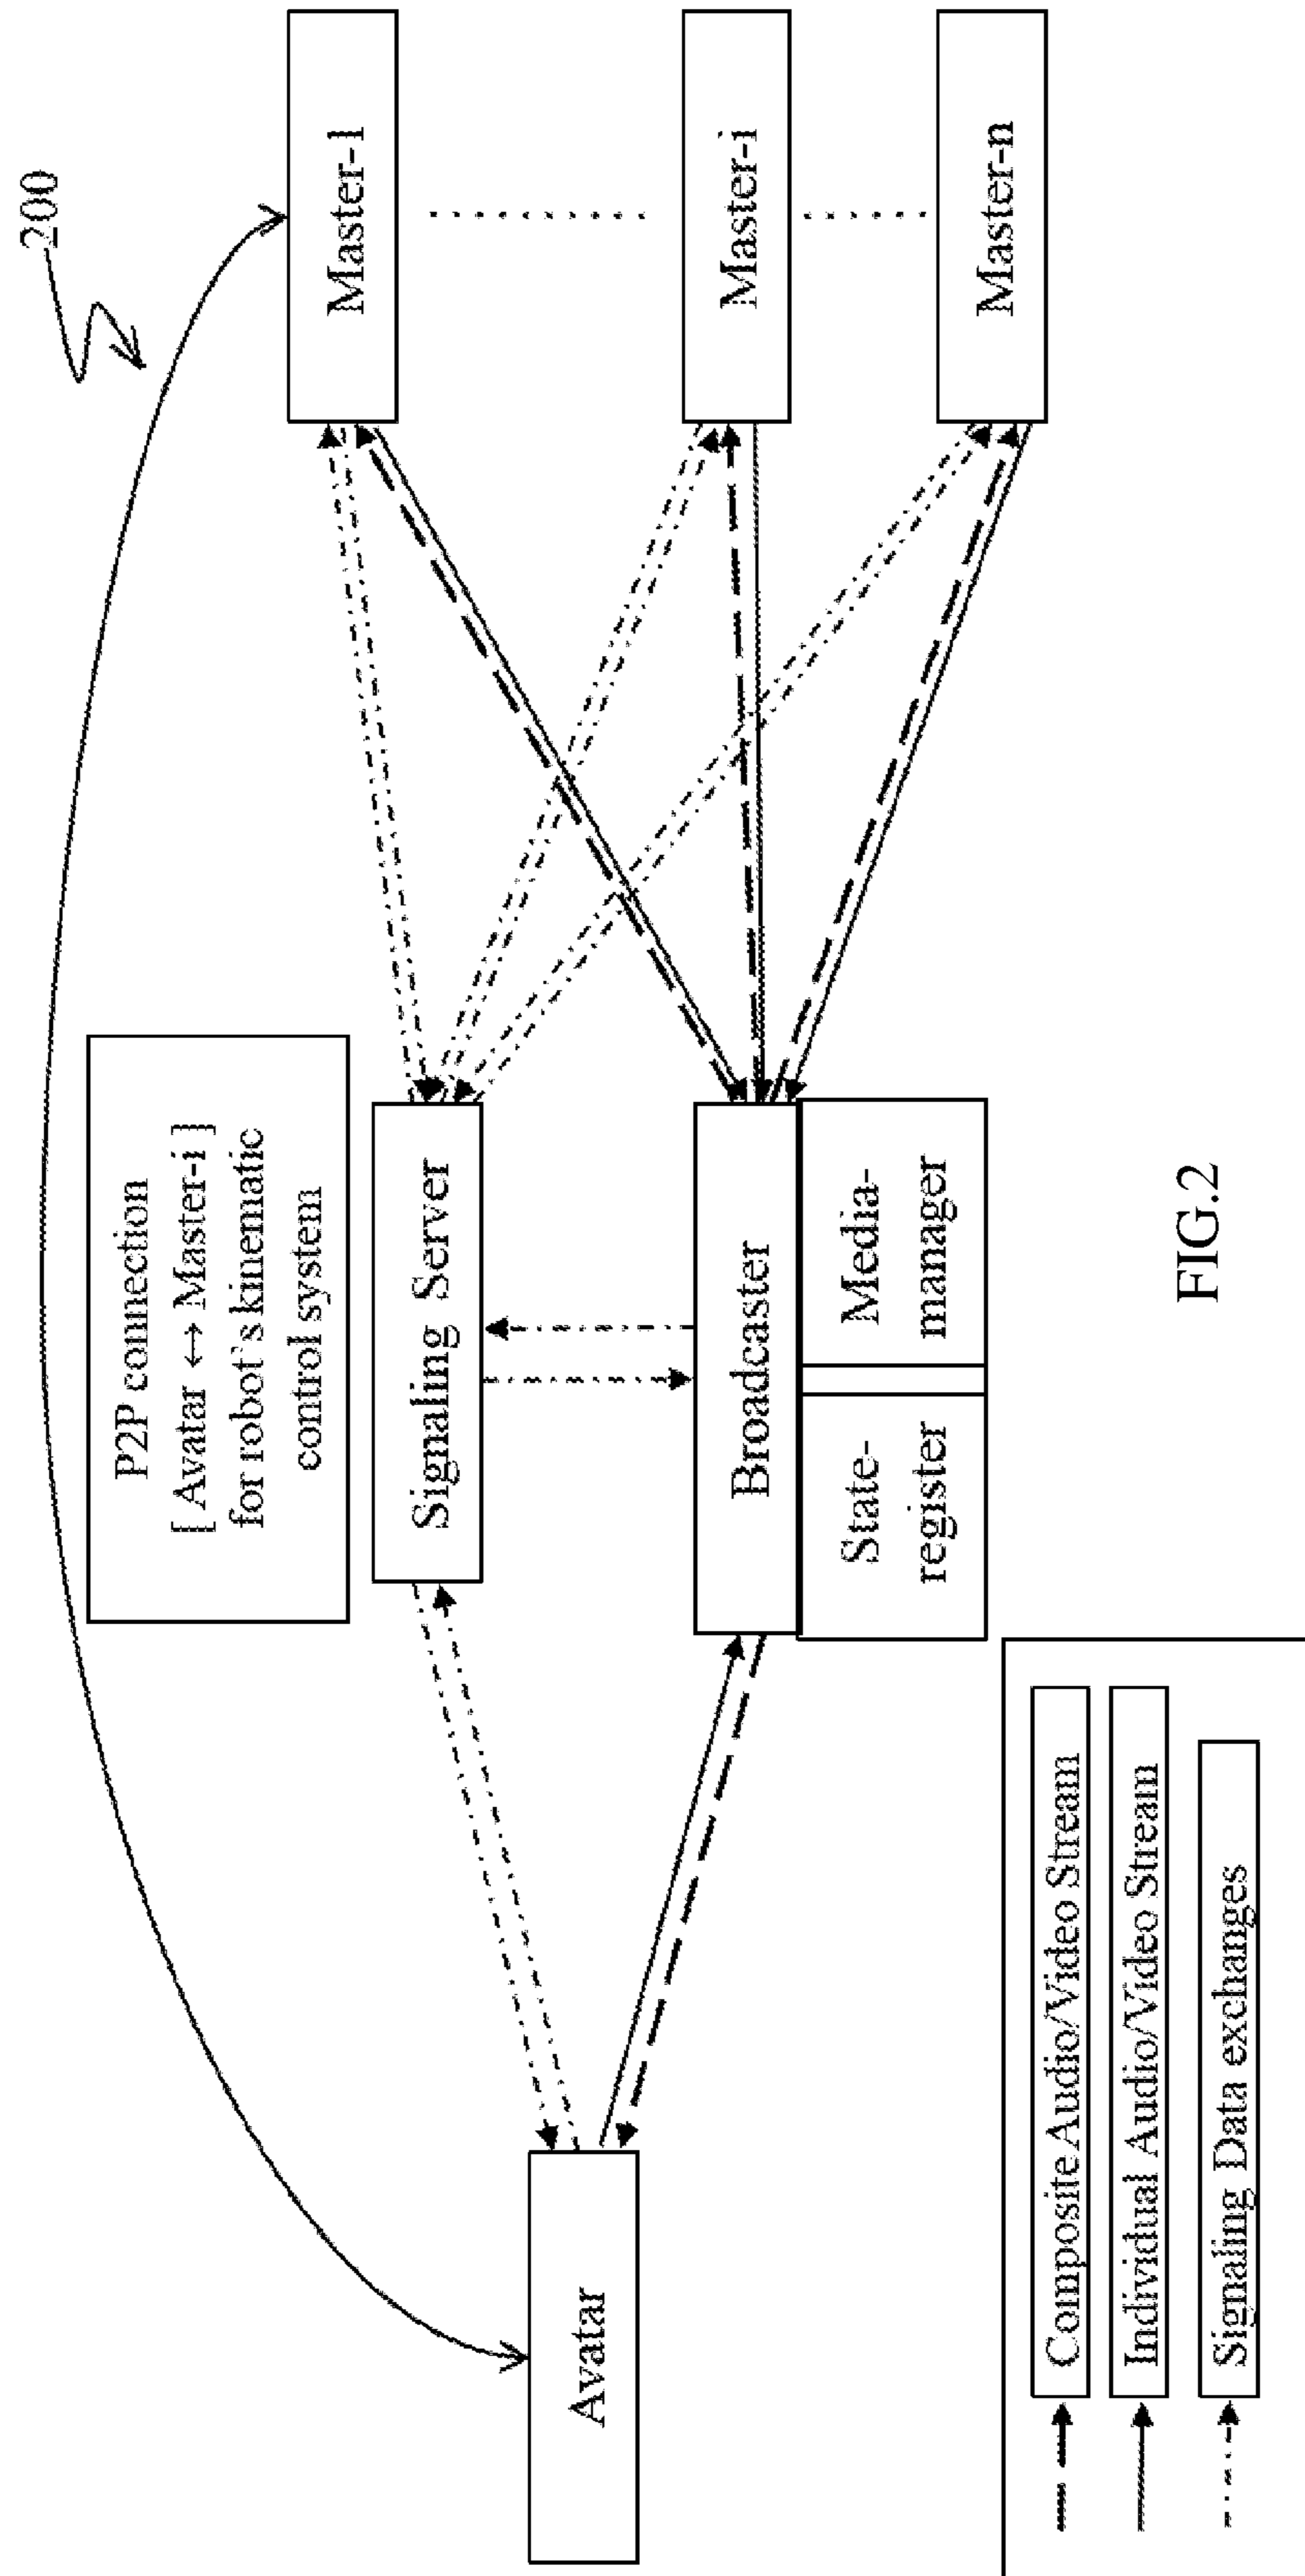 200
P2P connection
[ Avatar ↔ Master-i ]
for robot's kinematic
control system
Master-1
Signaling Server
Avatar
Master-i
Broadcaster
State-
register
Media-
manager
Master-n
Composite Audio/Video Stream
Individual Audio/Video Stream
Signaling Data exchanges
FIG.2